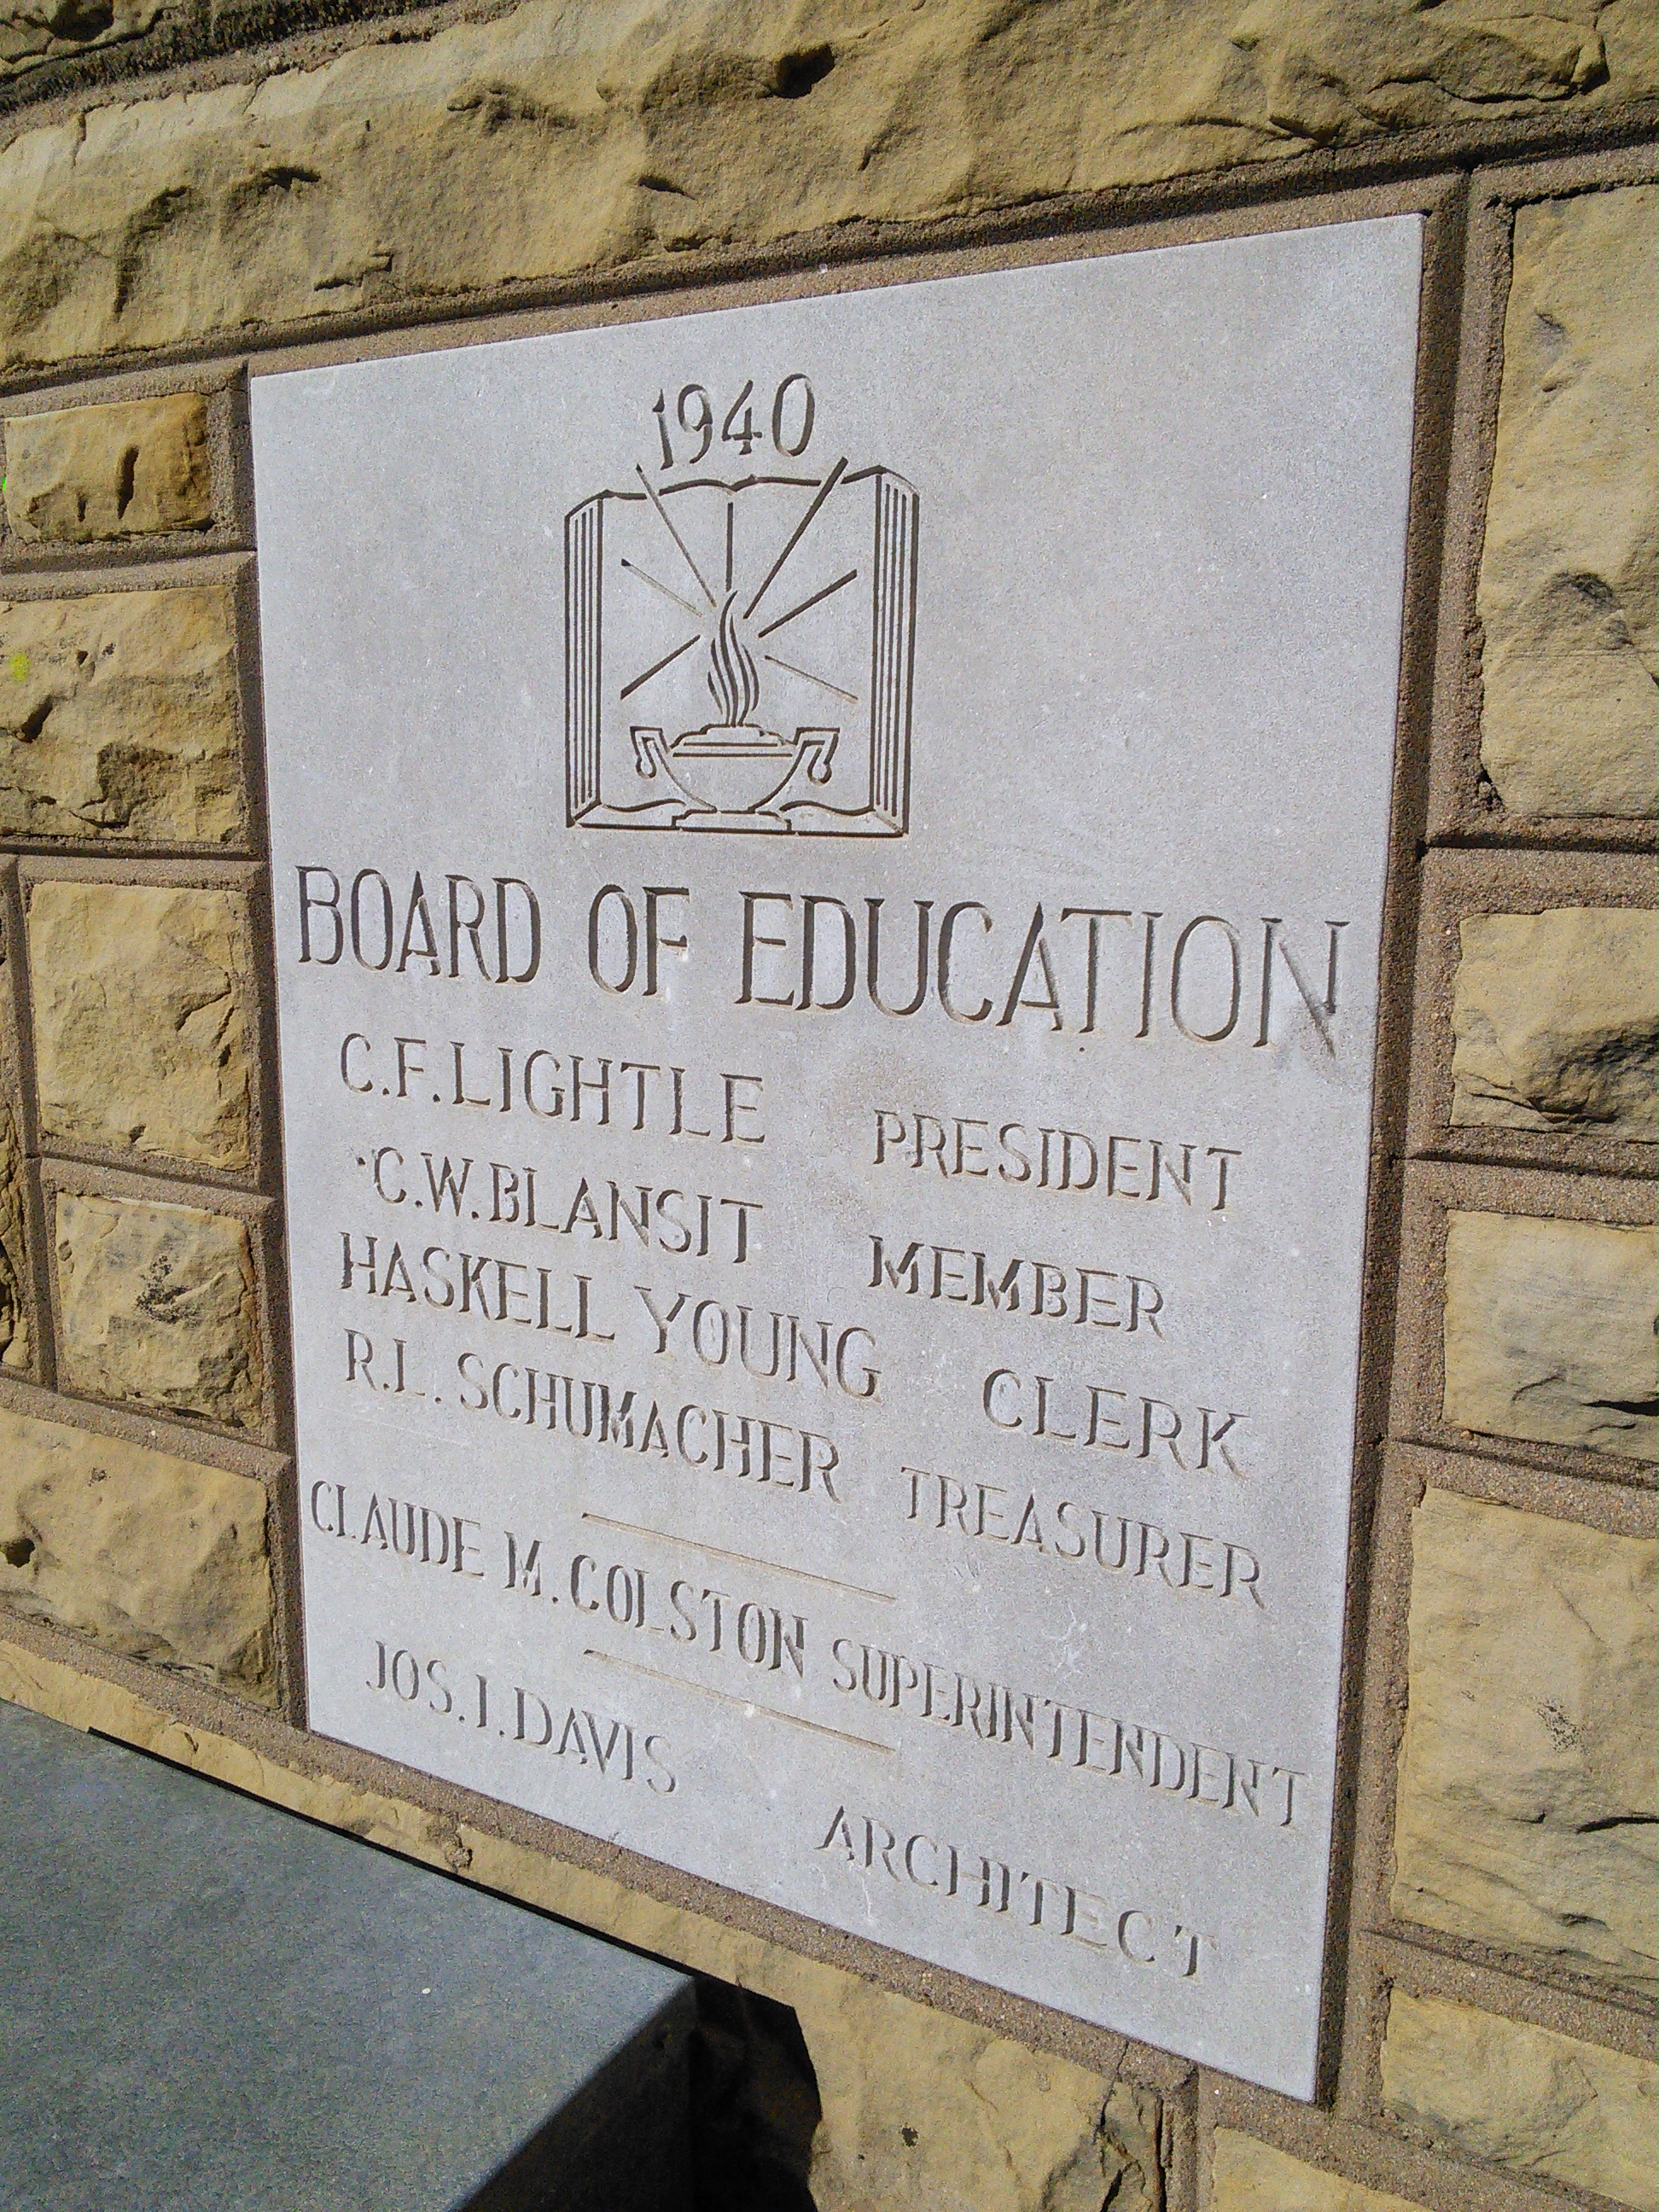 1940
BOARD OF EDUCATION
C.F. LIGHTLE PRESIDENT
C.W. BLANSIT MEMBER
HASKELL YOUNG CLERK
R.L. SCHUMACHER TREASURER
CLAUDE M. COLSTON SUPERINTENDENT
JOS. I. DAVIS ARCHITECT